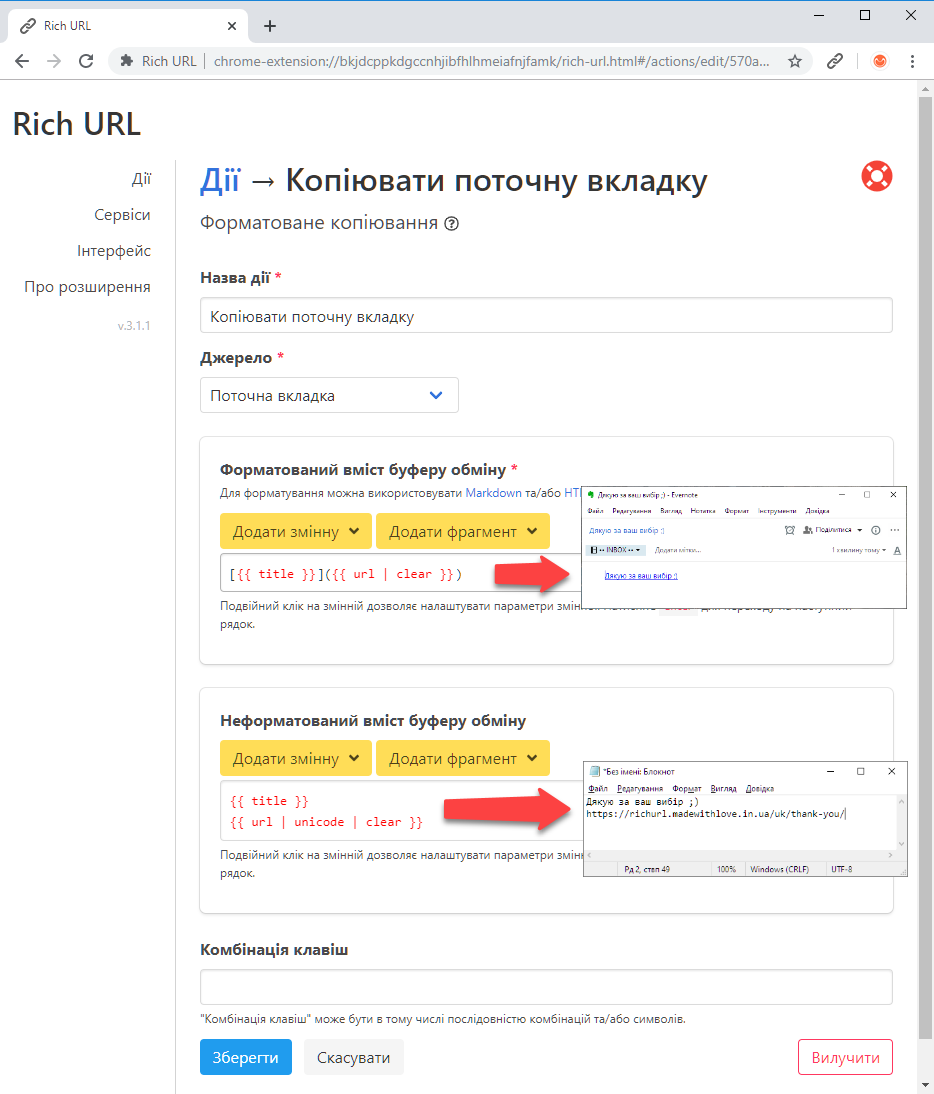 Rich URL
Rich URL
chrome-extension://bkjdcppkdgccnhjibfhlhmeiafnjfamk/rich-url.html#/actions/edit/570a...
Rich URL
Дії
Сервіси
Інтерфейс
Про розширення
v.3.1.1
Дії → Копіювати поточну вкладку
Форматоване копіювання
Назва дії *
Копіювати поточну вкладку
Джерело *
Поточна вкладка
Форматований вміст буферу обміну *
Для форматування можна використовувати Markdown та/або
Додати змінну
Додати фрагмент
[{{ title }}]({{ url | clear }})
Подвійний клік на змінній дозволяє налаштувати параметри
рядок.
Дякую за ваш вибір ;) - Evernote
Файл Редагування Вигляд Нотатка Формат Інструменти Довідка
Дякую за ваш вибір ;)
Поділитися
•• INBOX ••
Додати мітки...
1 хвилину тому
Дякую за ваш вибір ;)
Неформатований вміст буферу обміну
Додати змінну
Додати фрагмент
{{ title }}
{{ url | unicode | clear }}
Подвійний клік на змінній дозволяє налаштувати параметри
рядок.
*Без імені: Блокнот
Файл Редагування Формат Вигляд Довідка
Дякую за ваш вибір ;)
https://richurl.madewithlove.in.ua/uk/thank-you/
Рд 2, ствп 49
100%
Windows (CRLF)
UTF-8
Комбінація клавіш
"Комбінація клавіш" може бути в тому числі послідовністю комбінацій та/або символів.
Зберегти
Скасувати
Вилучити